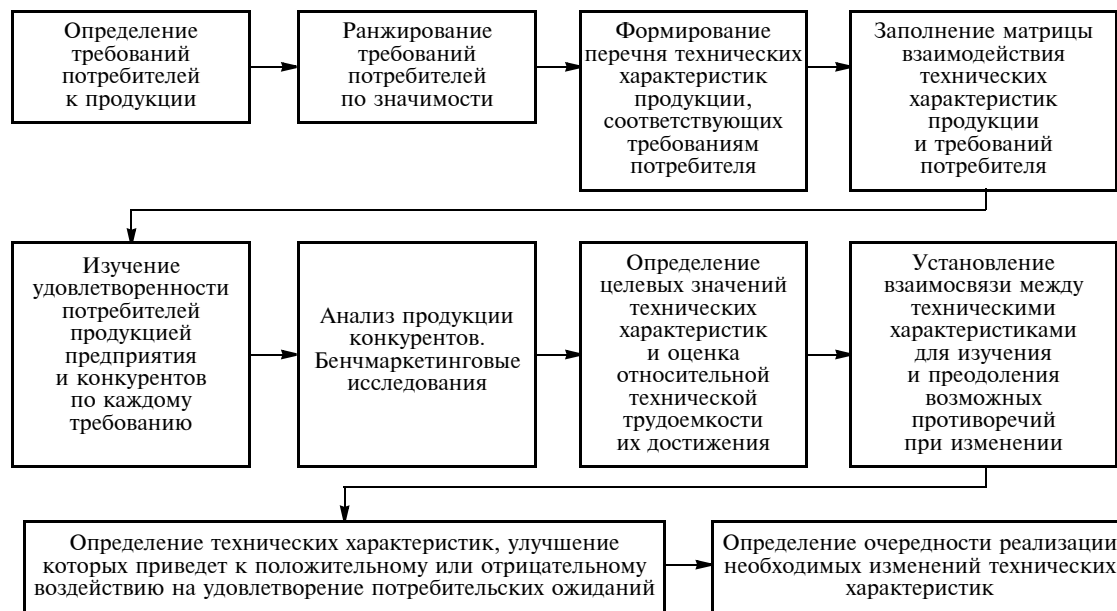 Определение
требований
потребителей
к продукции
Ранжирование
требований
потребителей
по значимости
Формирование
перечня технических
характеристик
продукции,
соответствующих
требованиям
потребителя
Заполнение матрицы
взаимодействия
технических
характеристик
продукции
и требований
потребителя
Изучение
удовлетворенности
потребителей
продукцией
предприятия
и конкурентов
по каждому
требованию
Анализ продукции
конкурентов.
Бенчмаркетинговые
исследования
Определение
целевых значений
технических
характеристик
и оценка
относительной
технической
трудоемкости
их достижения
Установление
взаимосвязи между
техническими
характеристиками
для изучения
и преодоления
возможных
противоречий
при изменении
Определение технических характеристик, улучшение
которых приведет к положительному или отрицательному
воздействию на удовлетворение потребительских ожиданий
Определение очередности реализации
необходимых изменений технических
характеристик